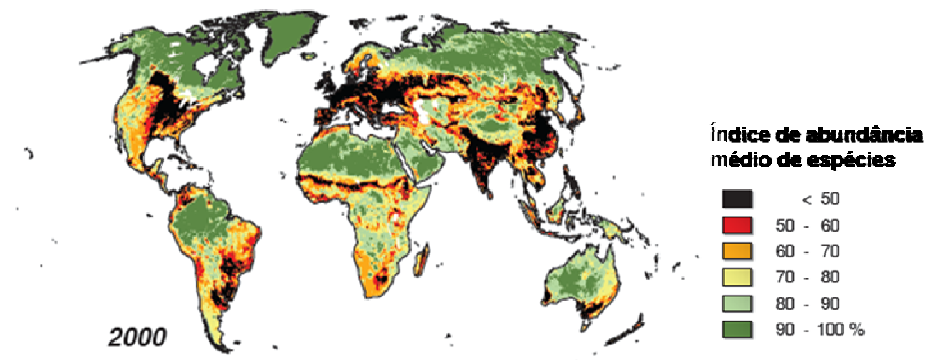 Índice de abundância
médio de espécies
< 50
50 - 60
60 - 70
70 - 80
80 - 90
90 - 100 %
2000